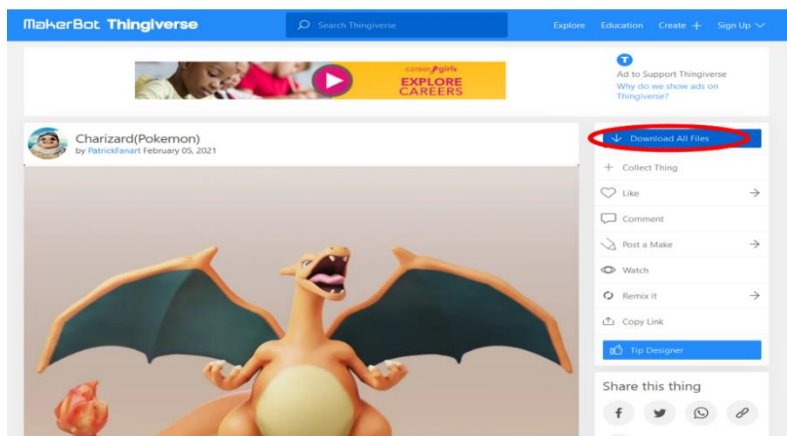 MakerBot Thingiverse
Search Thingiverse
Explore Education Create + Sign Up
career girls
EXPLORE
CAREERS
T
Ad to Support Thingiverse
Why do we show ads on
Thingiverse?
Charizard(Pokemon)
by PatrickFanart February 05, 2021
Download All Files
Collect Thing
Like
Comment
Post a Make
Watch
Remix it
Copy Link
Tip Designer
Share this thing